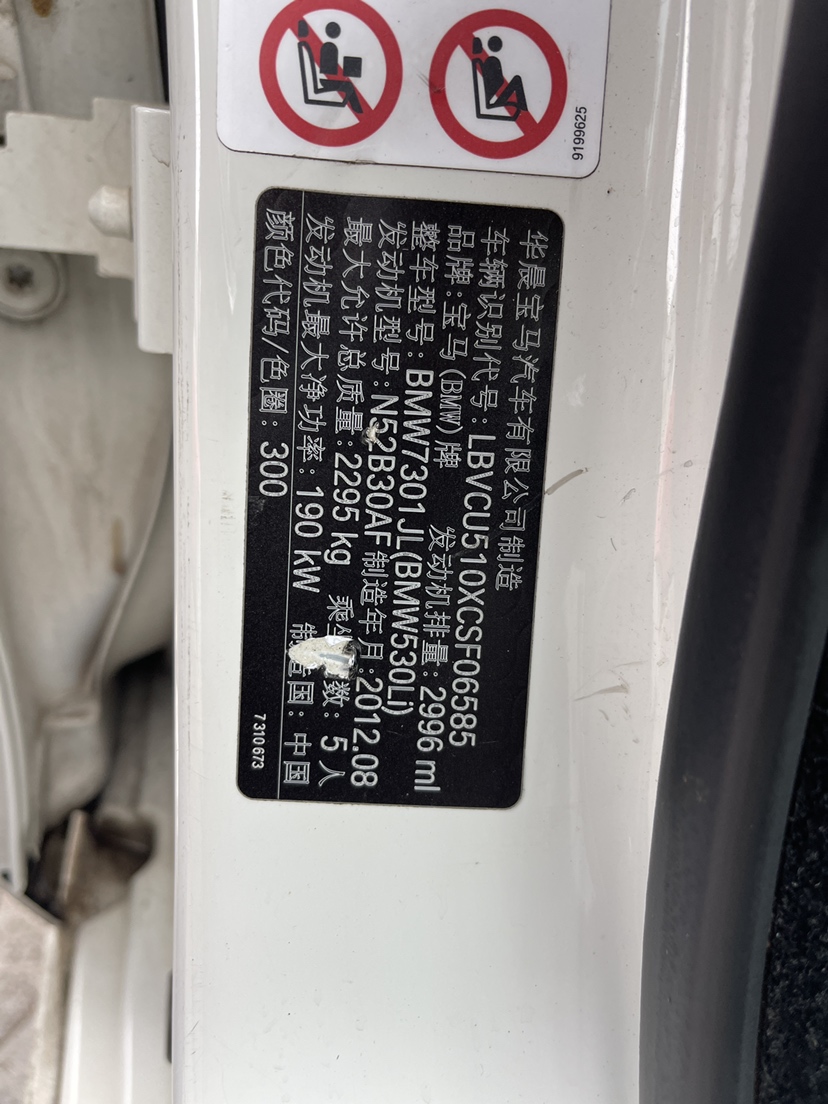 9199625
华晨宝马汽车有限公司制造
车辆识别代号:LBVCU510XCSF06585
品牌:宝马(BMW)牌 发动机排量:2996 ml
整车型号:BMW7301JL(BMW530Li)
发动机型号:N52B30AF 制造年月:2012.08
最大允许总质量:2295 kg 乘 数:5人
发动机最大净功率:190 kW 制造国:中国
颜色代码/色圈:300
7310673